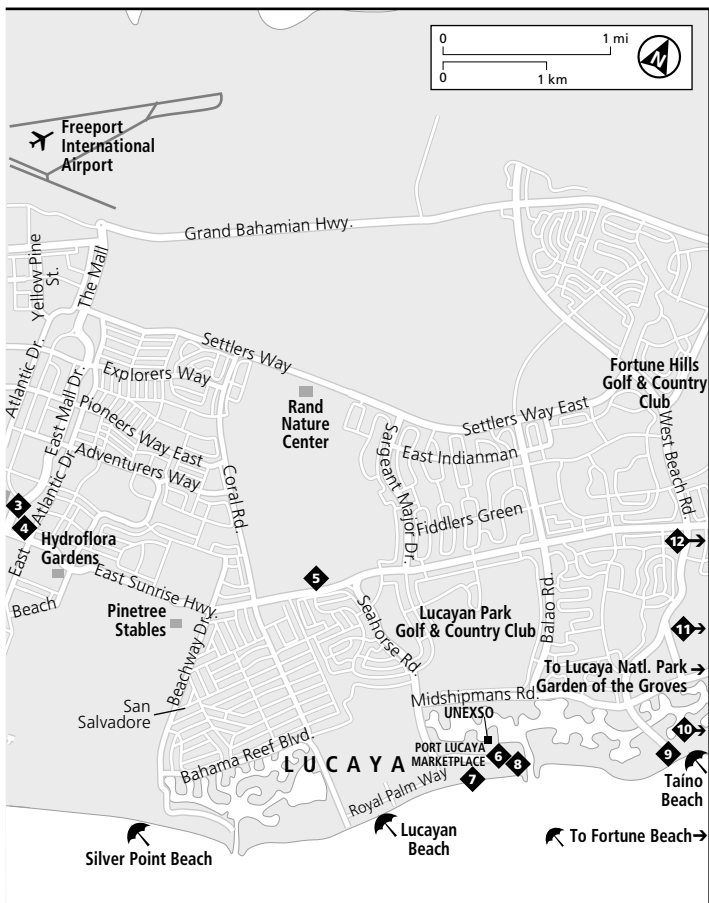 0 1 mi
0 1 km
N
Freeport
International
Airport
Grand Bahamian Hwy.
Yellow Pine
St.
The Mall
Settlers Way
Explorers Way
Atlantic Dr.
East Mall Dr.
Pioneers Way East
Adventurers Way
Rand
Nature
Center
Fortune Hills
Golf & Country
Club
Settlers Way East
West Beach Rd.
East Indianman
Sargeant Major Dr.
Fiddlers Green
Coral Rd.
3
4
East Atlantic Dr.
Hydroflora
Gardens
5
12
East Sunrise Hwy.
Beach
Pinetree
Stables
Beachway Dr.
Seahorse Rd.
Lucayan Park
Golf & Country Club
Balao Rd.
11
To Lucaya Natl. Park
Garden of the Groves
San
Salvadore
Midshipmans Rd.
UNEXSO
Bahama Reef Blvd.
LUCAYA
PORT LUCAYA
MARKETPLACE
6
8
7
10
9
Royal Palm Way
Taíno
Beach
Silver Point Beach
Lucayan
Beach
To Fortune Beach